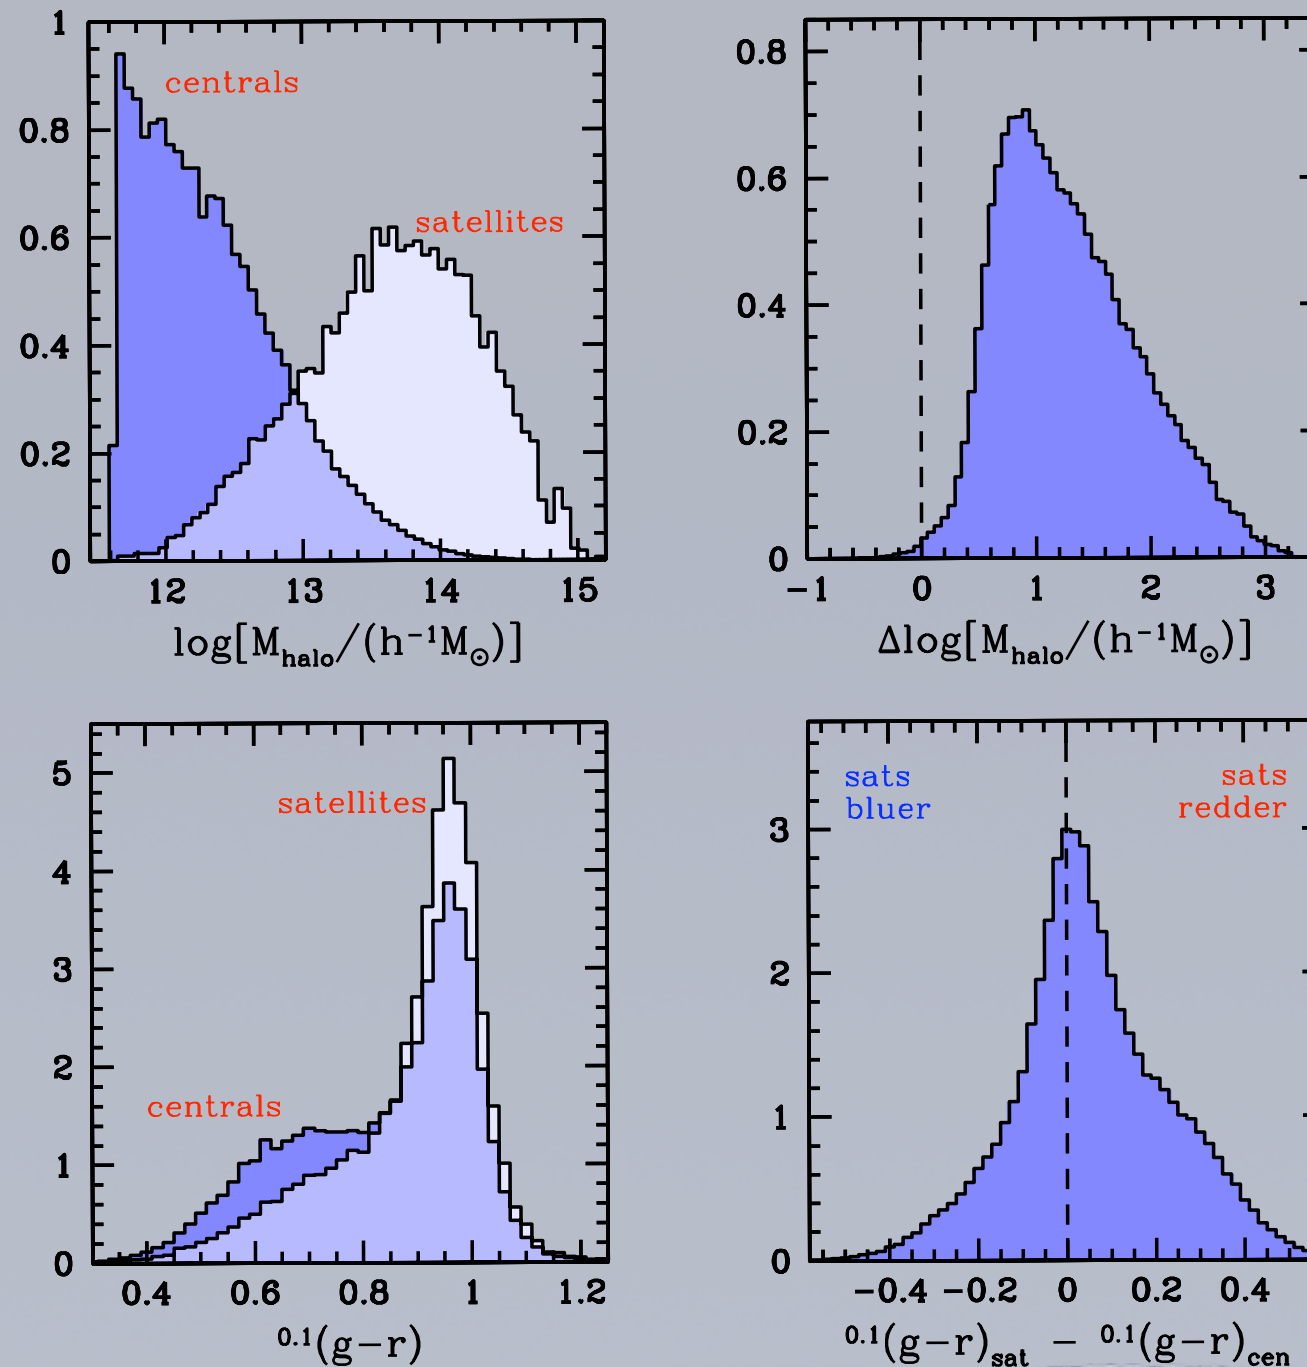 1
0.8
0.6
0.4
0.2
0
centrals
satellites
12 13 14 15
log[M_halo/(h⁻¹M_⊙)]
0.8
0.6
0.4
0.2
0
-1 0 1 2 3
Δlog[M_halo/(h⁻¹M_⊙)]
5
4
3
2
1
0
satellites
centrals
0.4 0.6 0.8 1 1.2
⁰·¹(g−r)
3
2
1
0
sats
bluer
sats
redder
-0.4 -0.2 0 0.2 0.4
⁰·¹(g−r)_sat − ⁰·¹(g−r)_cen